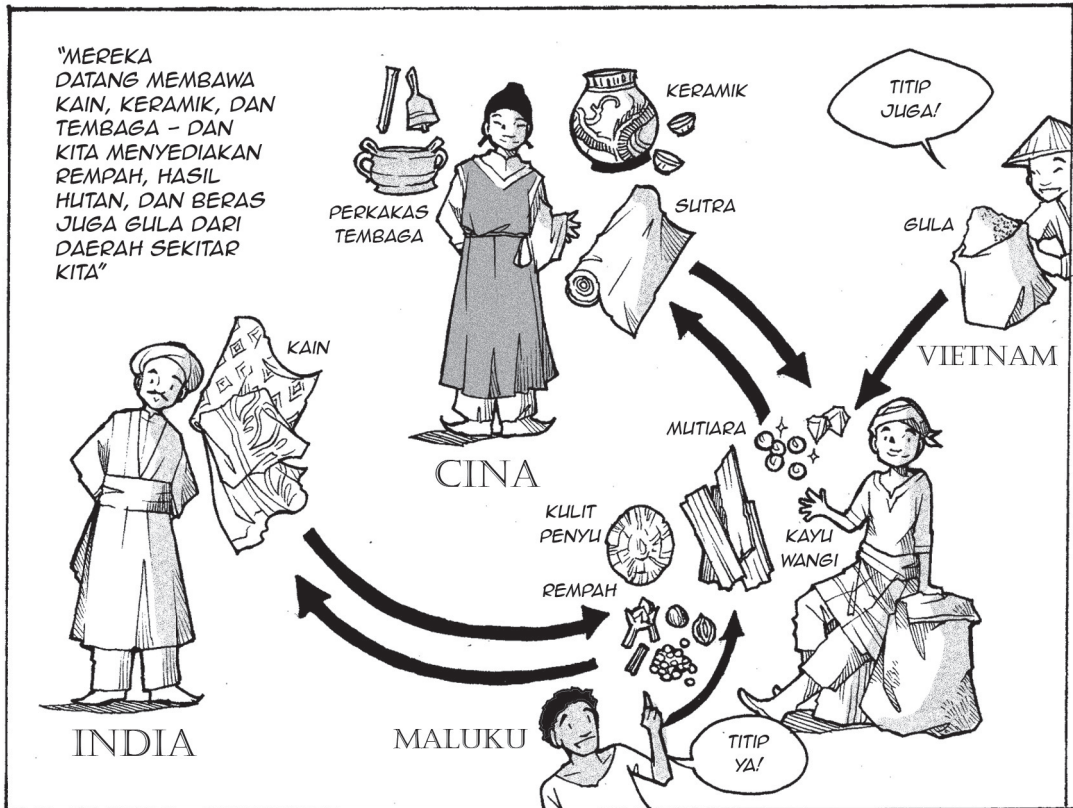 "MEREKA
DATANG MEMBAWA
KAIN, KERAMIK, DAN
TEMBAGA – DAN
KITA MENYEDIAKAN
REMPAH, HASIL
HUTAN, DAN BERAS
JUGA GULA DARI
DAERAH SEKITAR
KITA"
PERKAKAS
TEMBAGA
KERAMIK
SUTRA
TITIP
JUGA!
GULA
VIETNAM
KAIN
CINA
MUTIARA
KULIT
PENYU
KAYU
WANGI
REMPAH
INDIA
MALUKU
TITIP
YA!